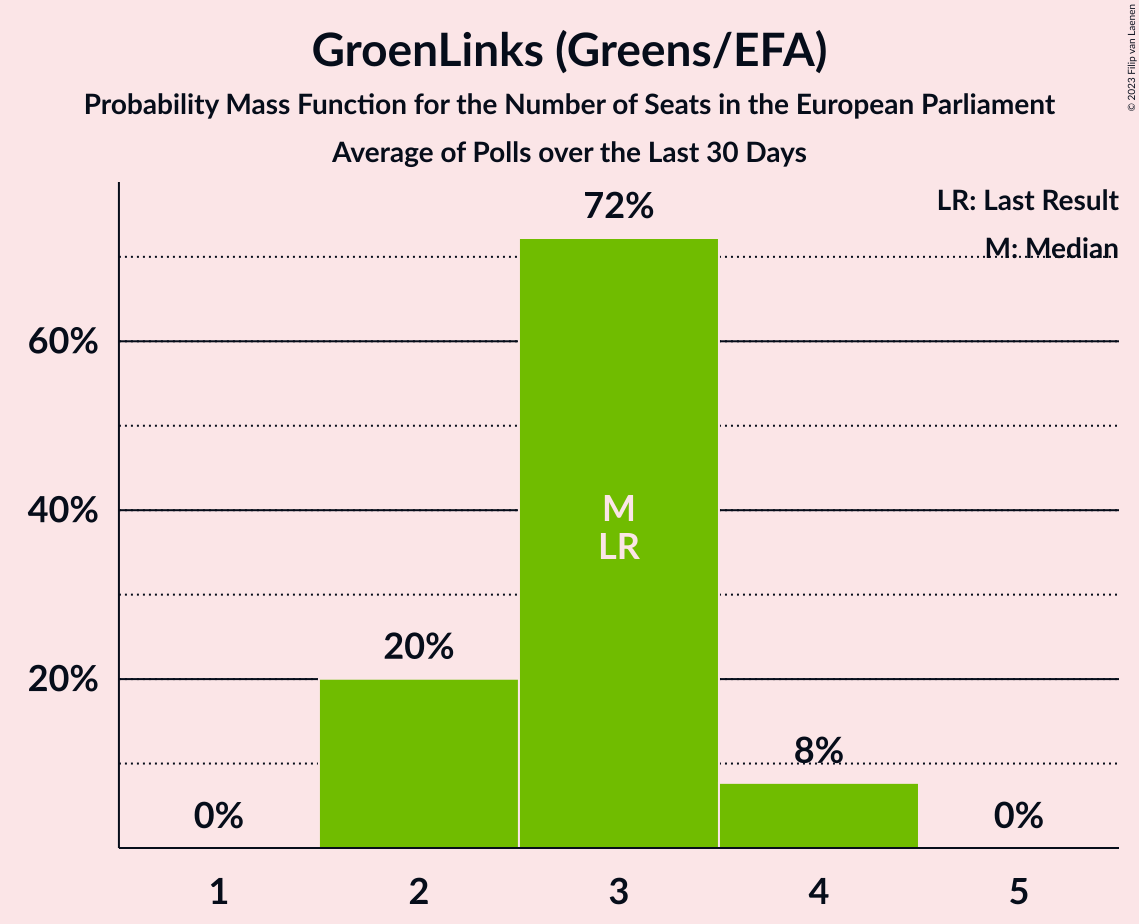 GroenLinks (Greens/EFA)
Probability Mass Function for the Number of Seats in the European Parliament
Average of Polls over the Last 30 Days
© 2023 Filip van Laenen
LR: Last Result
M: Median
72%
60%
40%
M
LR
20%
20%
8%
0%
0%
1 2 3 4 5